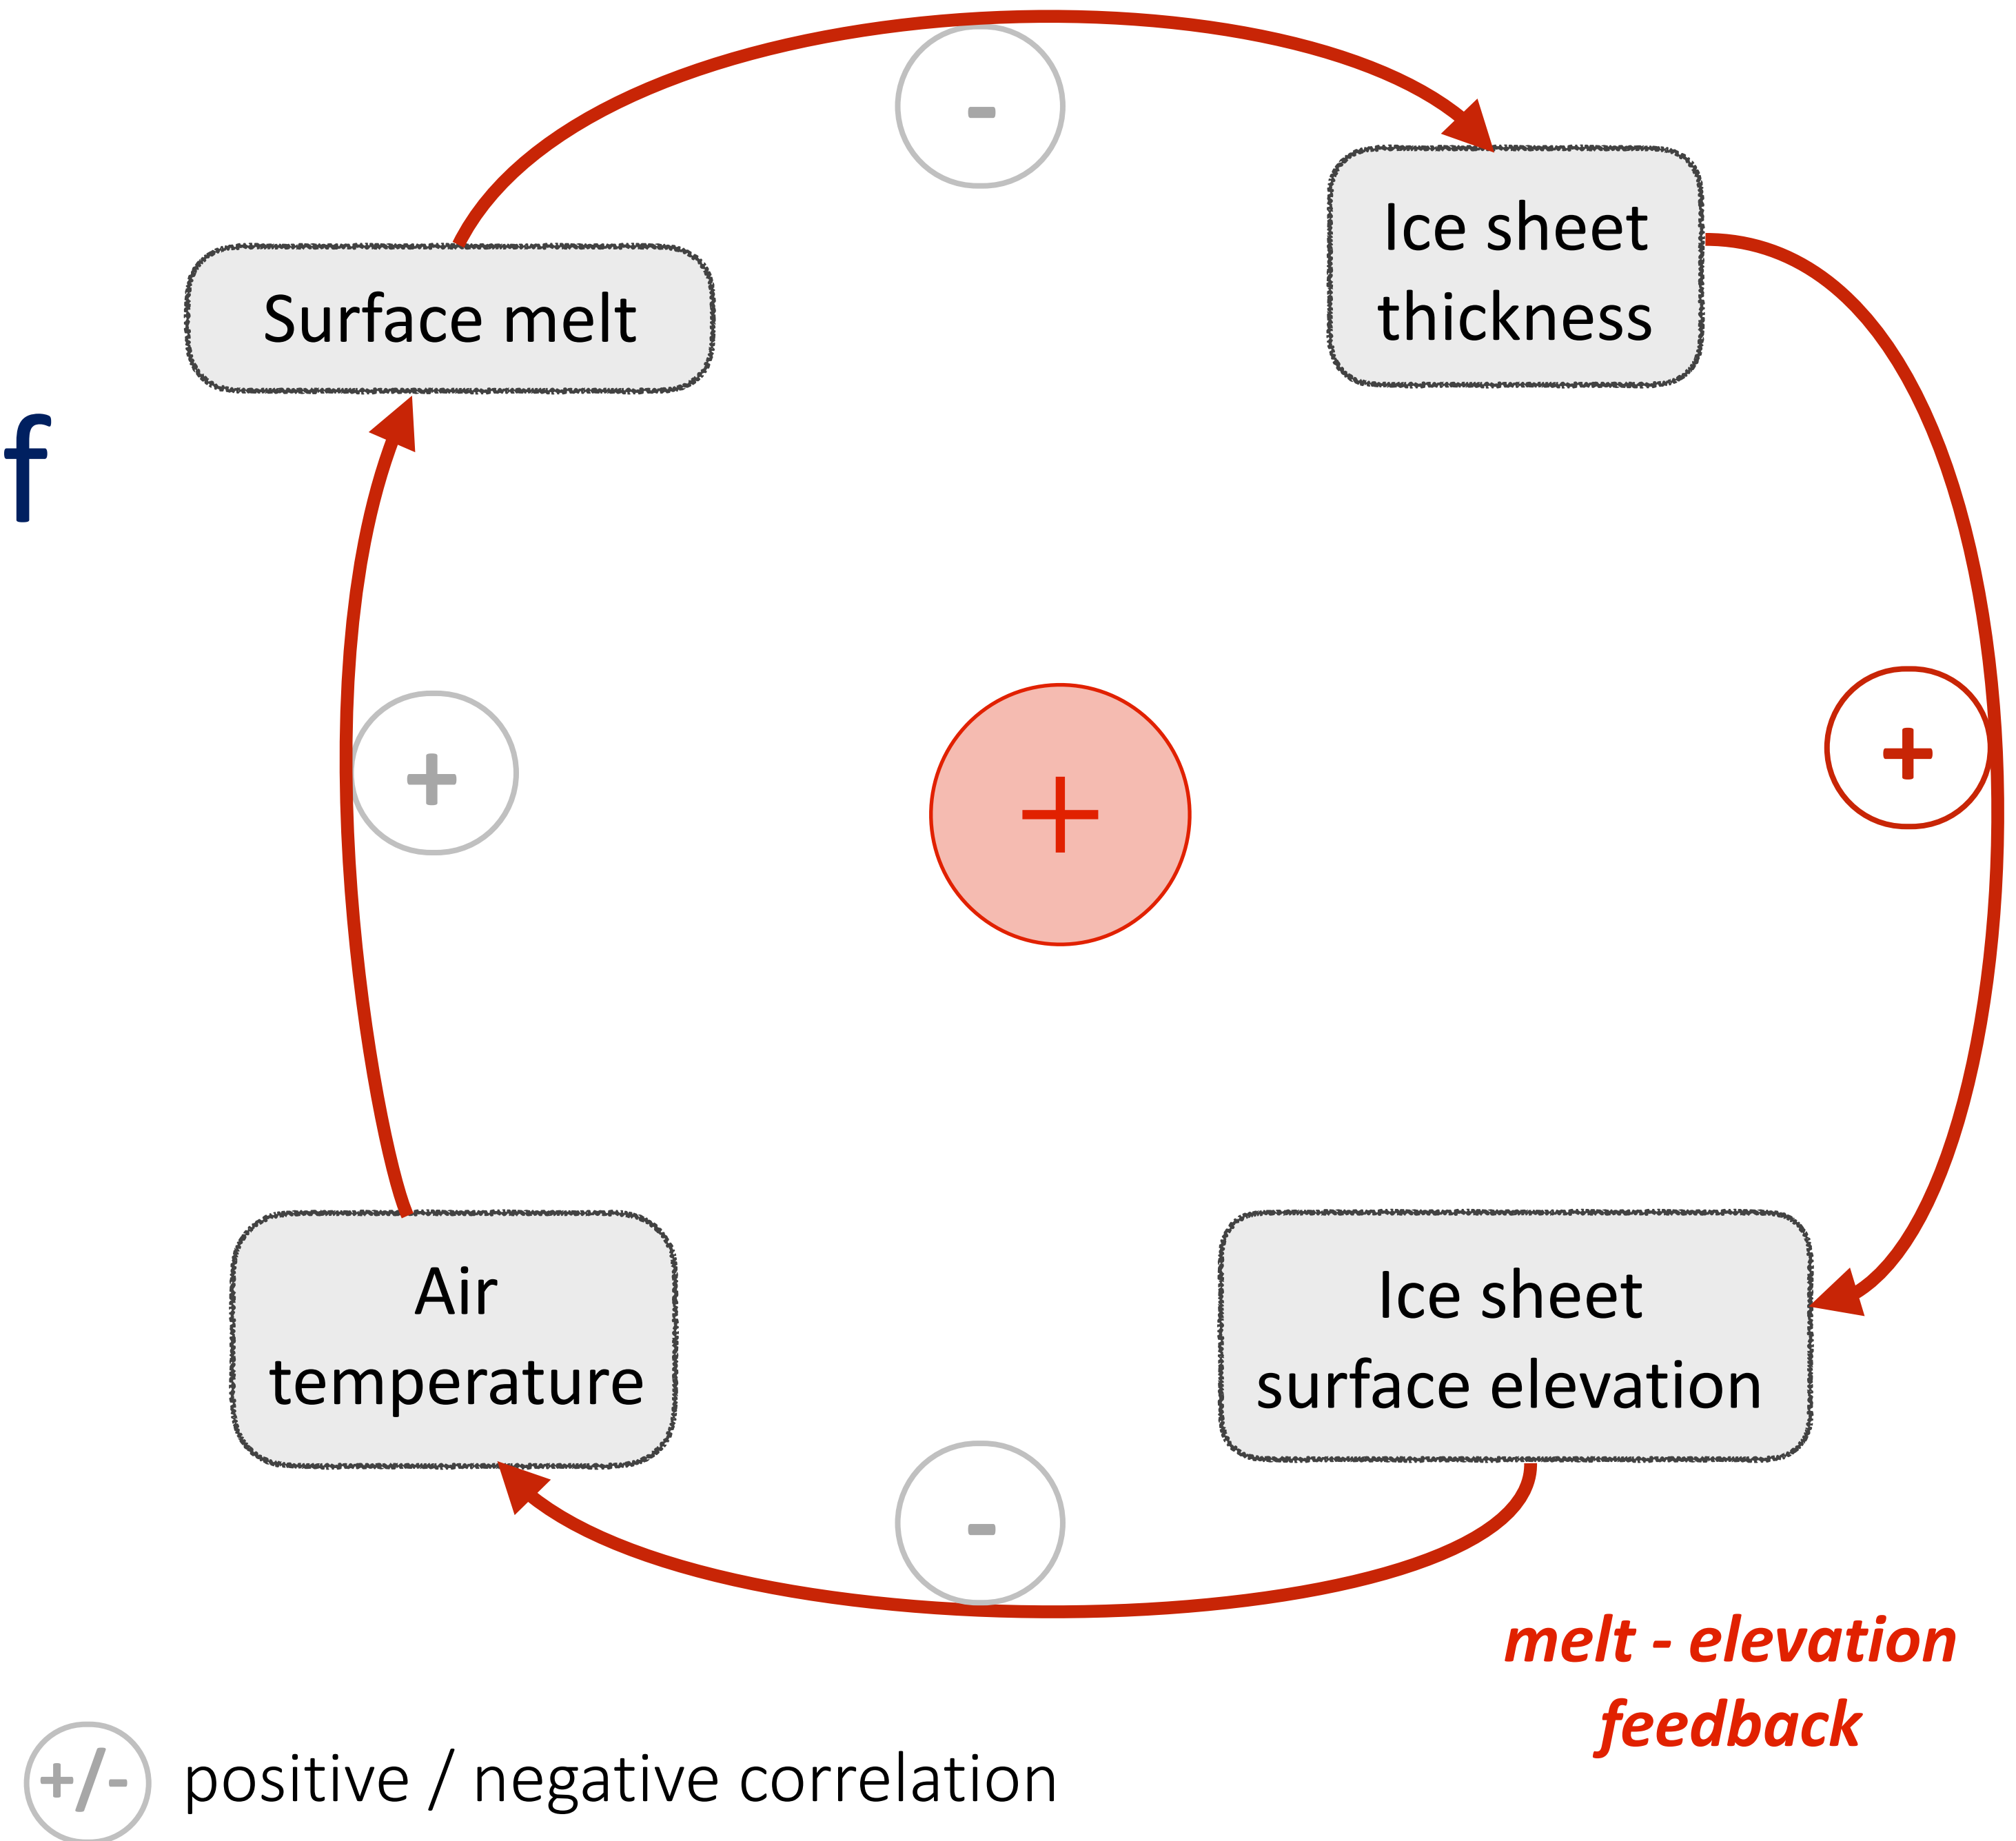 -
Ice sheet
thickness
Surface melt
f
+
+
+
Air
temperature
Ice sheet
surface elevation
-
melt - elevation
feedback
+/-
positive / negative correlation